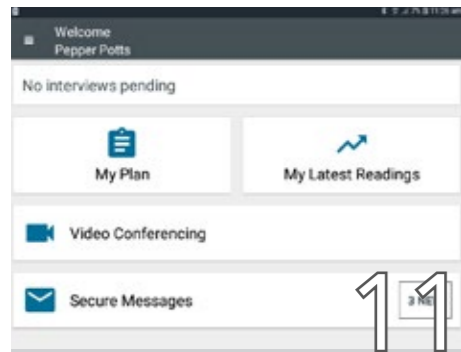 Welcome
Pepper Potts
No interviews pending
My Plan
My Latest Readings
Video Conferencing
Secure Messages
11